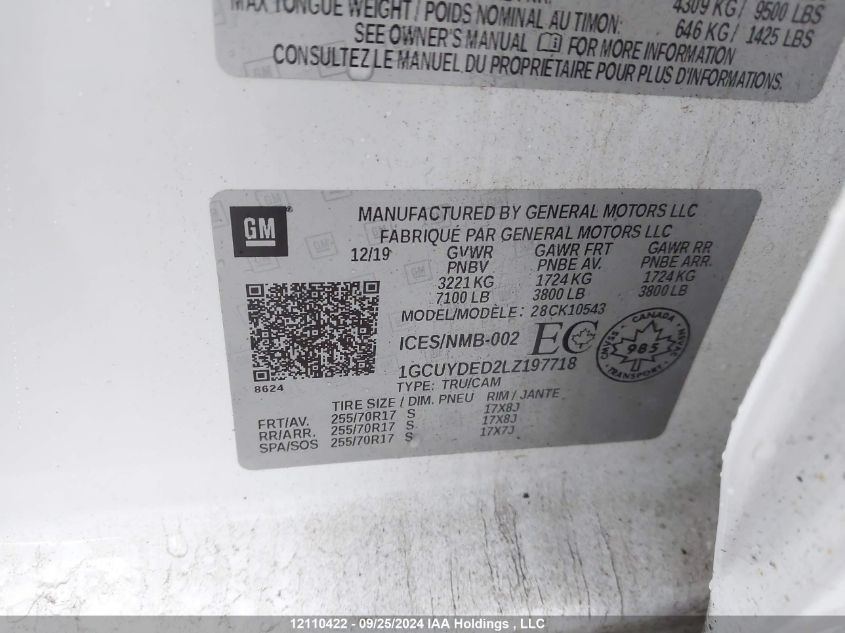 4309 KG / 9500 LBS
MAX TONGUE WEIGHT / POIDS NOMINAL AU TIMON: 646 KG / 1425 LBS
SEE OWNER'S MANUAL FOR MORE INFORMATION
CONSULTEZ LE MANUEL DU PROPRIÉTAIRE POUR PLUS D'INFORMATIONS.
GM
MANUFACTURED BY GENERAL MOTORS LLC
FABRIQUÉ PAR GENERAL MOTORS LLC
12/19 GVWR GAWR FRT GAWR RR
PNBV PNBE AV. PNBE ARR.
3221 KG 1724 KG 1724 KG
7100 LB 3800 LB 3800 LB
MODEL/MODÈLE: 28CK10543
ICES/NMB-002 EC
CANADA
CMVSS 985 NSVAC
TRANSPORT
1GCUYDED2LZ197718
8624
TYPE: TRU/CAM
TIRE SIZE / DIM. PNEU RIM / JANTE
FRT/AV. 255/70R17 S 17X8J
RR/ARR. 255/70R17 S 17X8J
SPA/SOS 255/70R17 S 17X7J
12110422 - 09/25/2024 IAA Holdings , LLC